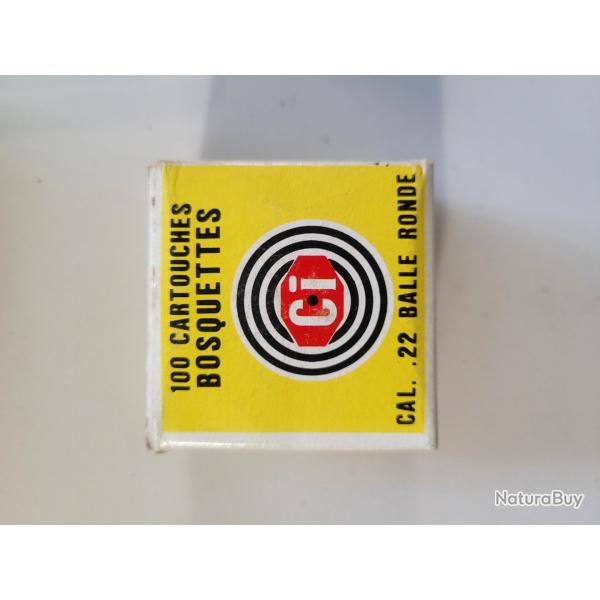 100 CARTOUCHES
BOSQUETTES
Ci
CAL. .22 BALLE RONDE
NaturaBuy